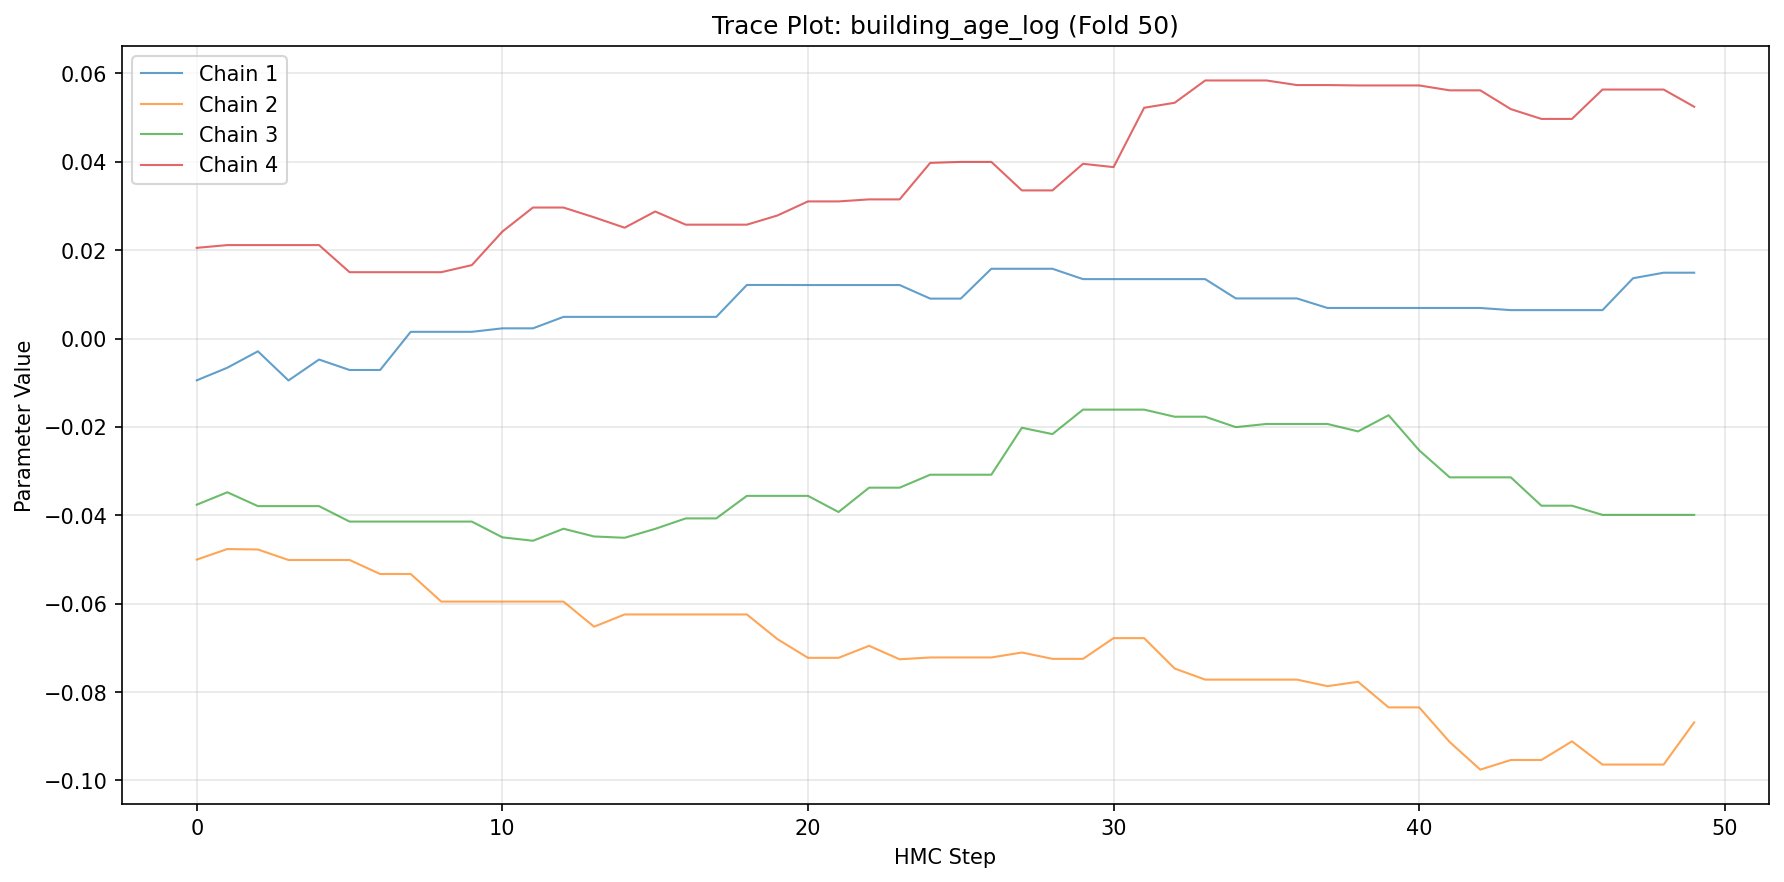 Trace Plot: building_age_log (Fold 50)
Chain 1
Chain 2
Chain 3
Chain 4
0.06
0.04
0.02
0.00
−0.02
−0.04
−0.06
−0.08
−0.10
Parameter Value
0 10 20 30 40 50
HMC Step